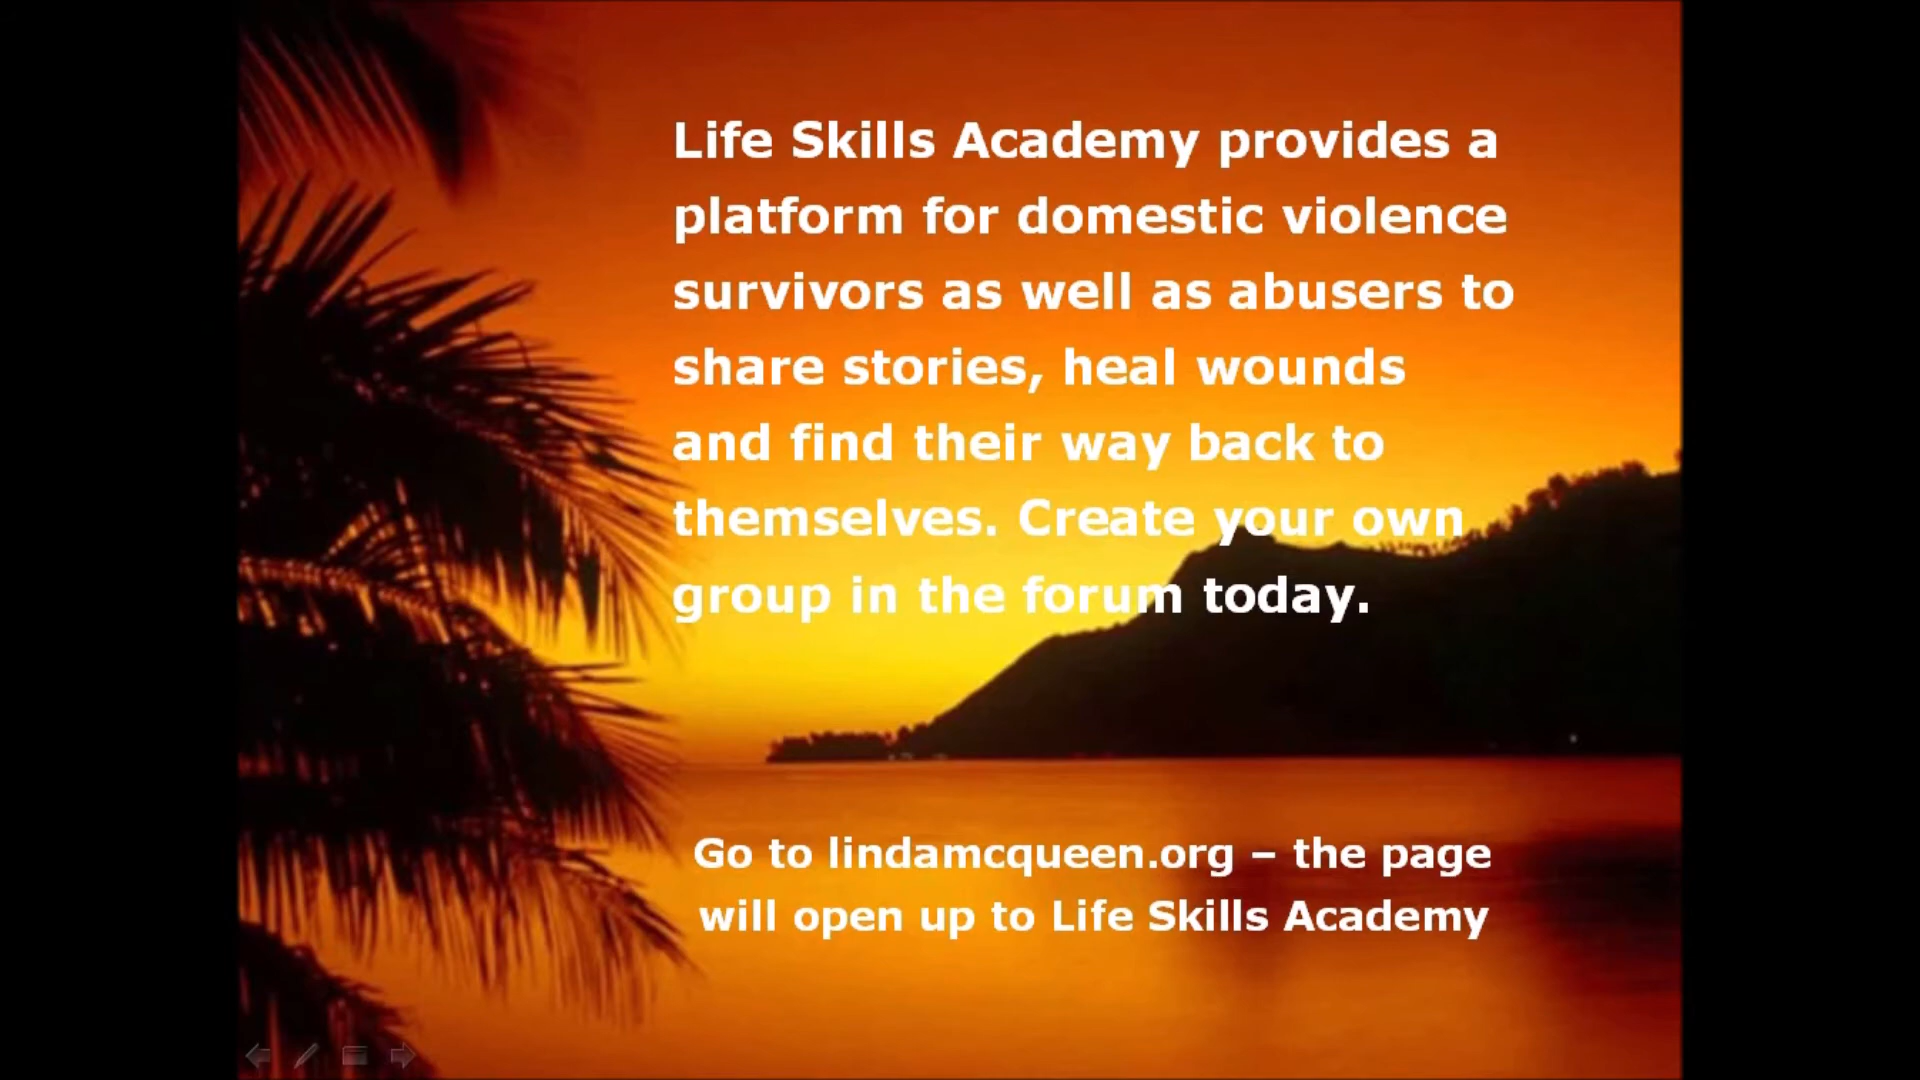 Life Skills Academy provides a
platform for domestic violence
survivors as well as abusers to
share stories, heal wounds
and find their way back to
themselves. Create your own
group in the forum today.
Go to lindamcqueen.org – the page
will open up to Life Skills Academy